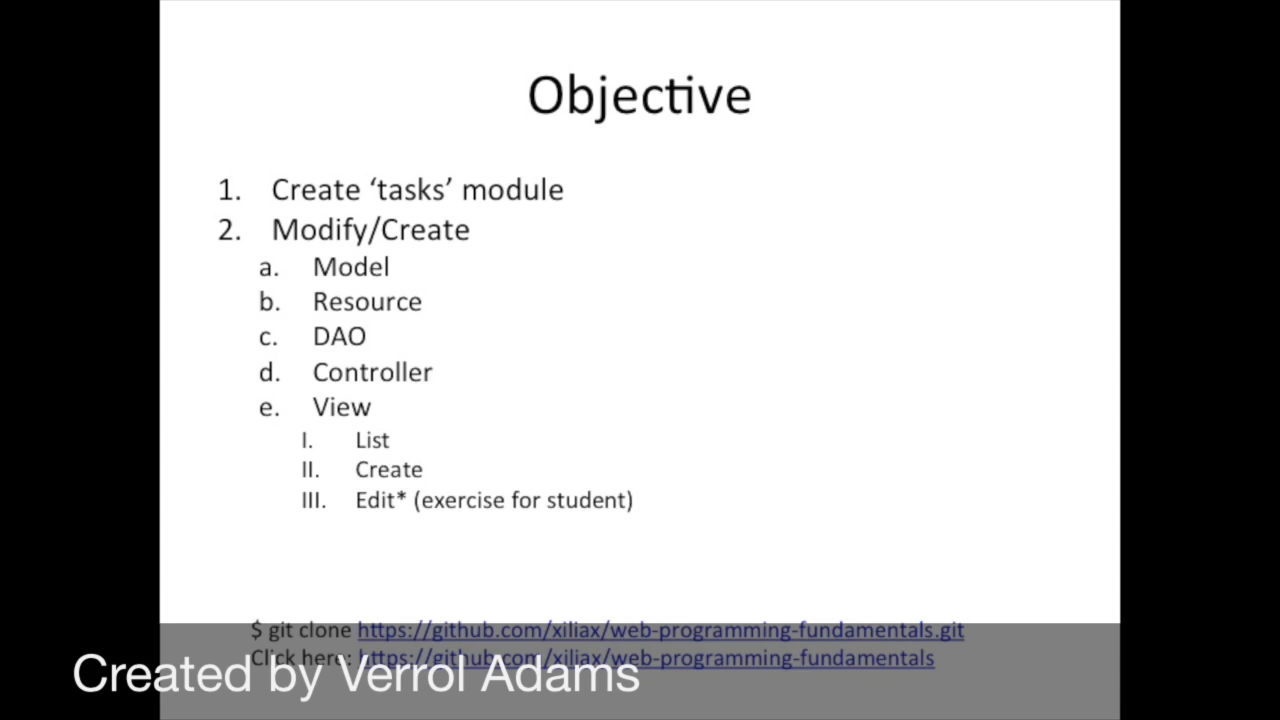 Objective
1. Create ‘tasks’ module
2. Modify/Create
a. Model
b. Resource
c. DAO
d. Controller
e. View
I. List
II. Create
III. Edit* (exercise for student)
$ git clone https://github.com/xiliax/web-programming-fundamentals.git
Click here: https://github.com/xiliax/web-programming-fundamentals
Created by Verrol Adams